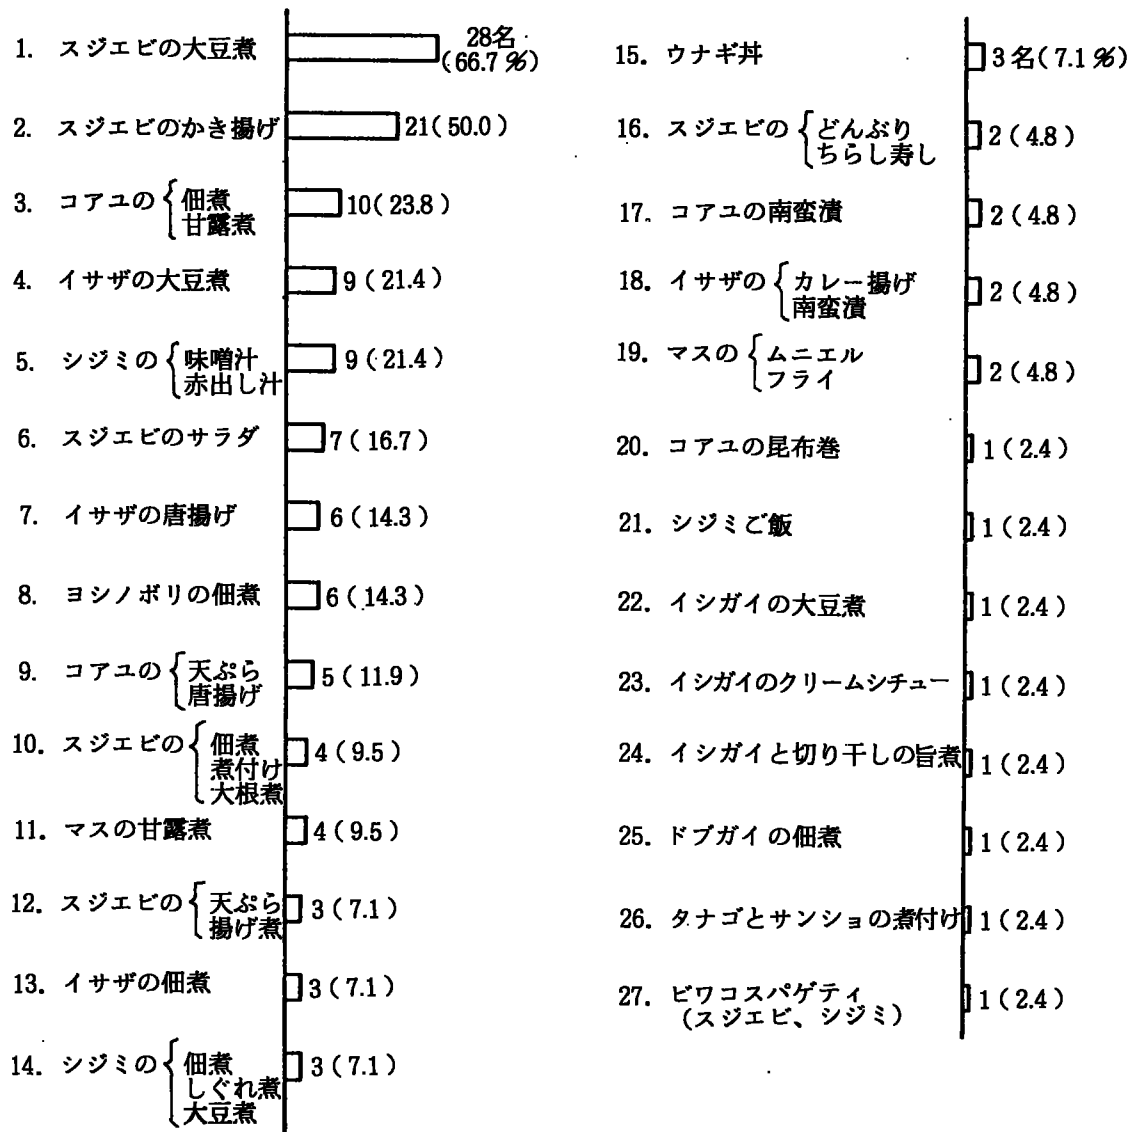 1. スジエビの大豆煮 28名
(66.7%)
2. スジエビのかき揚げ 21(50.0)
3. コアユの{佃煮 10(23.8)
甘露煮
4. イサザの大豆煮 9(21.4)
5. シジミの{味噌汁 9(21.4)
赤出し汁
6. スジエビのサラダ 7(16.7)
7. イサザの唐揚げ 6(14.3)
8. ヨシノボリの佃煮 6(14.3)
9. コアユの{天ぷら 5(11.9)
唐揚げ
10. スジエビの{佃煮 4(9.5)
煮付け
大根煮
11. マスの甘露煮 4(9.5)
12. スジエビの{天ぷら 3(7.1)
揚げ煮
13. イサザの佃煮 3(7.1)
14. シジミの{佃煮 3(7.1)
しぐれ煮
大豆煮
15. ウナギ丼 3名(7.1%)
16. スジエビの{どんぶり 2(4.8)
ちらし寿し
17. コアユの南蛮漬 2(4.8)
18. イサザの{カレー揚げ 2(4.8)
南蛮漬
19. マスの{ムニエル 2(4.8)
フライ
20. コアユの昆布巻 1(2.4)
21. シジミご飯 1(2.4)
22. イシガイの大豆煮 1(2.4)
23. イシガイのクリームシチュー 1(2.4)
24. イシガイと切り干しの旨煮 1(2.4)
25. ドブガイの佃煮 1(2.4)
26. タナゴとサンショの煮付け 1(2.4)
27. ビワコスパゲティ 1(2.4)
(スジエビ、シジミ)